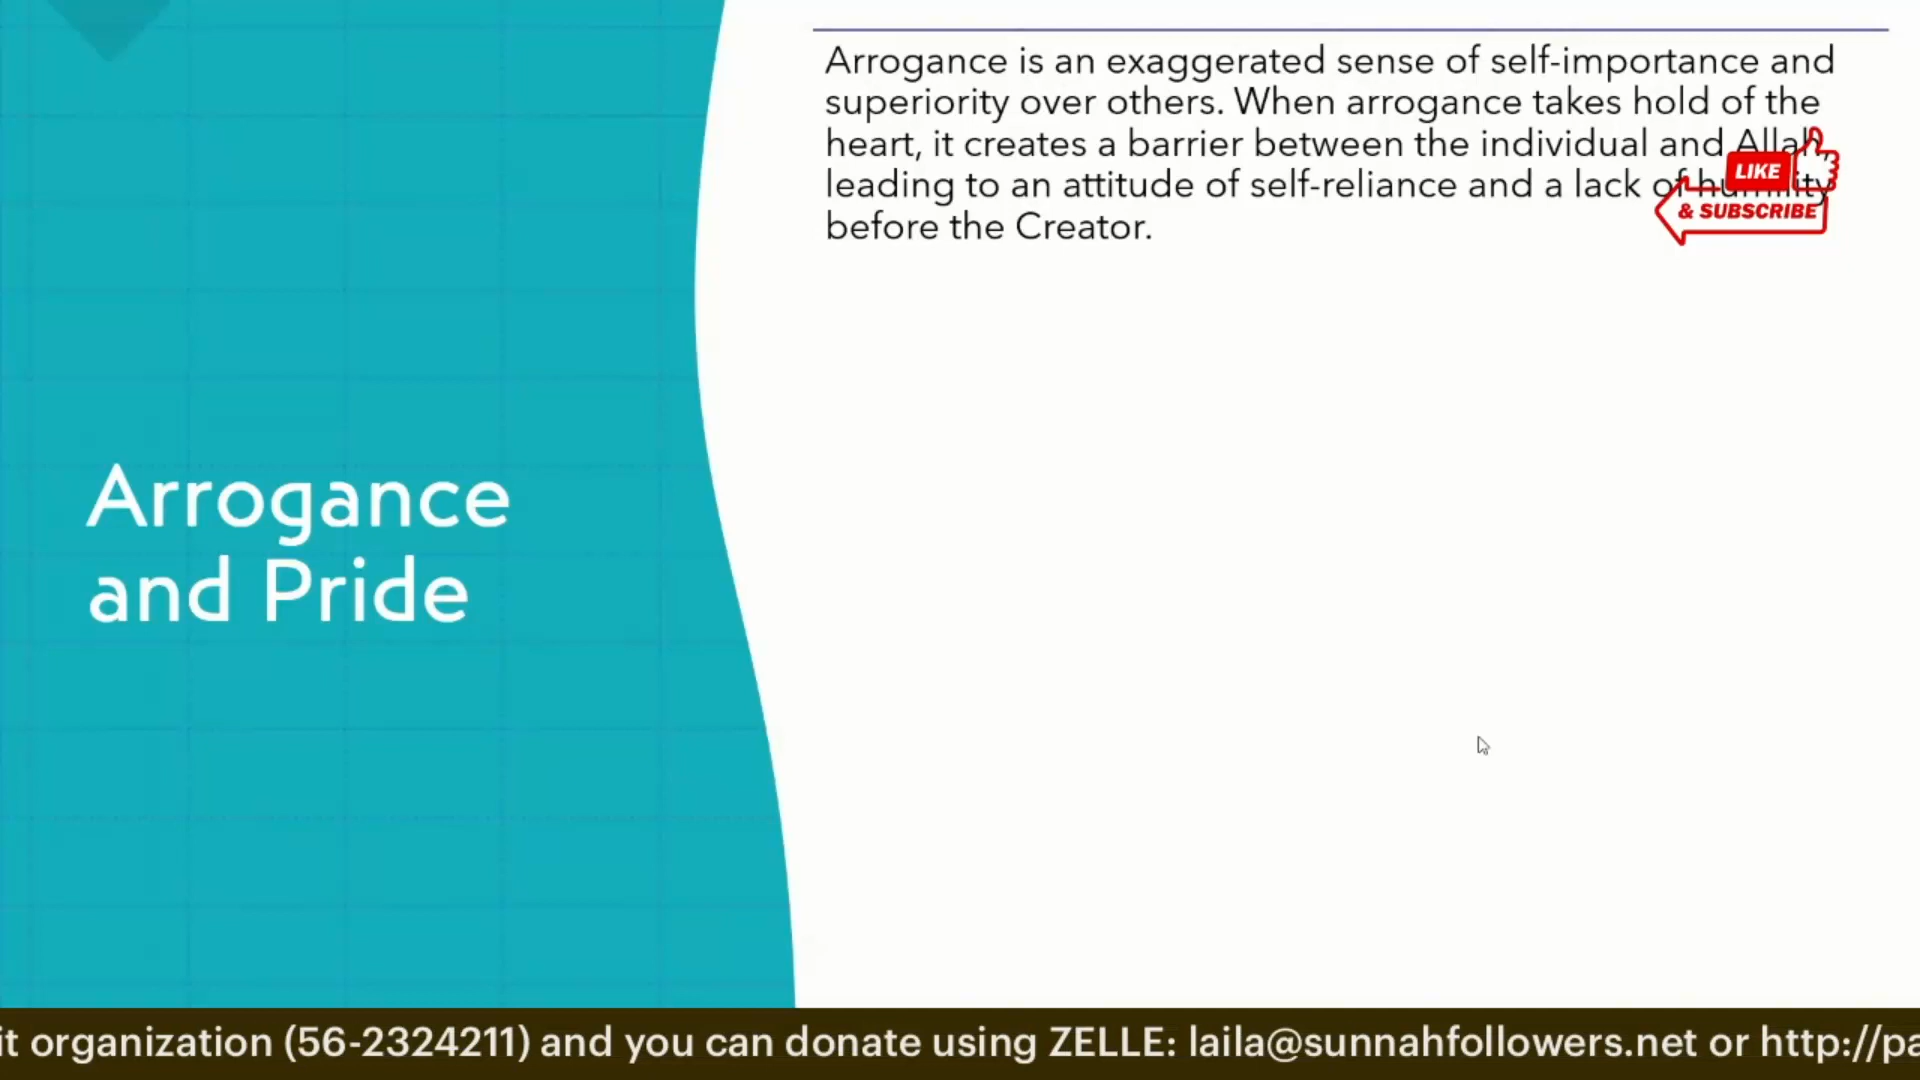 Arrogance is an exaggerated sense of self-importance and
superiority over others. When arrogance takes hold of the
heart, it creates a barrier between the individual and Allah,
leading to an attitude of self-reliance and a lack of humility
before the Creator.
LIKE
& SUBSCRIBE
Arrogance
and Pride
it organization (56-2324211) and you can donate using ZELLE: laila@sunnahfollowers.net or http://pa